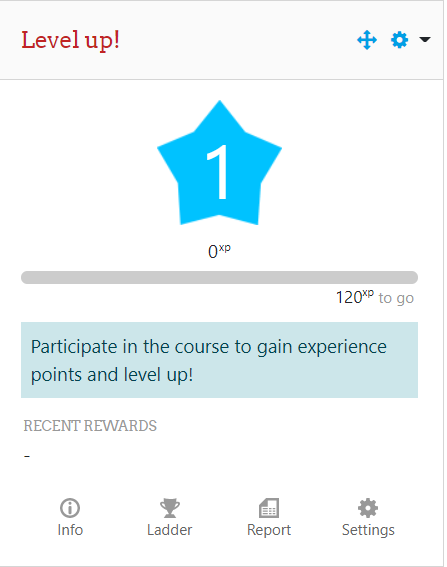 Level up!
1
0xp
120xp to go
Participate in the course to gain experience
points and level up!
RECENT REWARDS
-
Info Ladder Report Settings